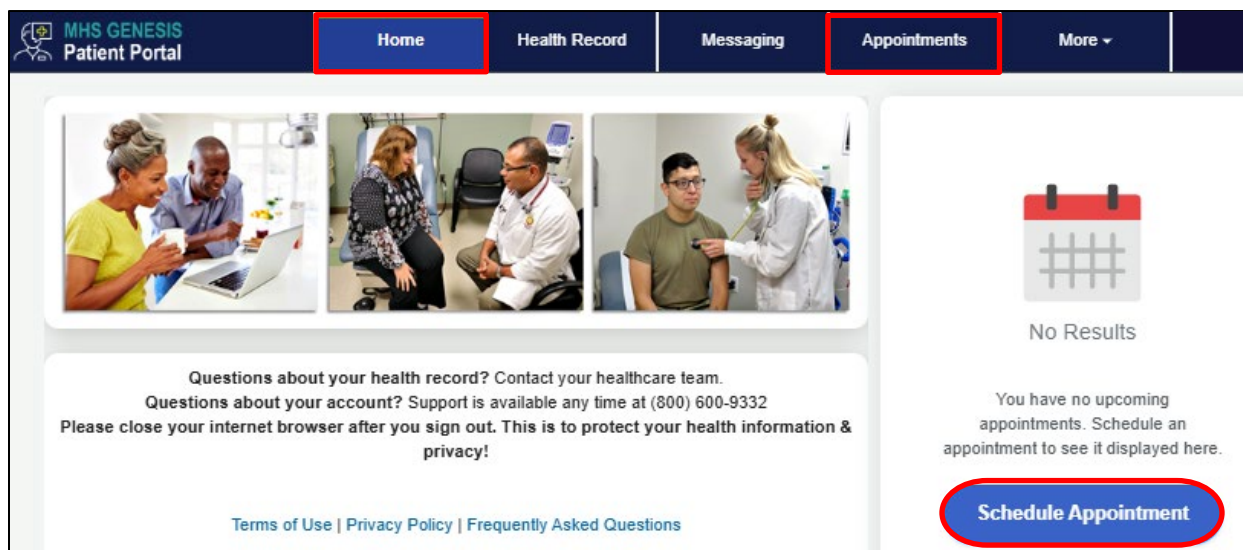 MHS GENESIS
Patient Portal
Home
Health Record
Messaging
Appointments
More
Questions about your health record? Contact your healthcare team.
Questions about your account? Support is available any time at (800) 600-9332
Please close your internet browser after you sign out. This is to protect your health information &
privacy!
Terms of Use | Privacy Policy | Frequently Asked Questions
No Results
You have no upcoming
appointments. Schedule an
appointment to see it displayed here.
Schedule Appointment